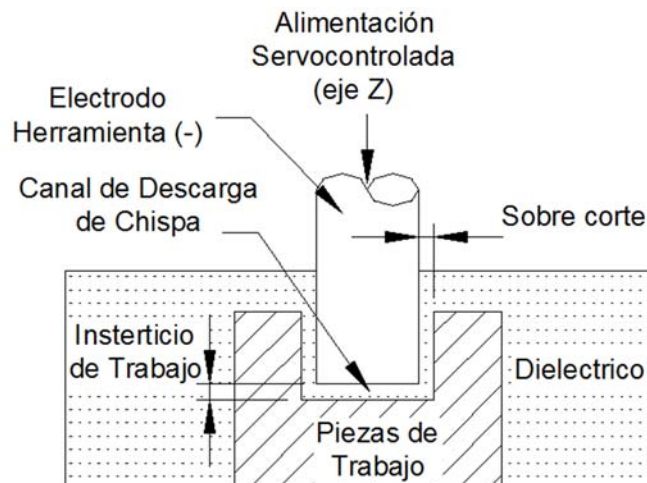 Alimentación
Servocontrolada
(eje Z)
Electrodo
Herramienta (-)
Canal de Descarga
de Chispa
Sobre corte
Insterticio
de Trabajo
Dielectrico
Piezas de
Trabajo